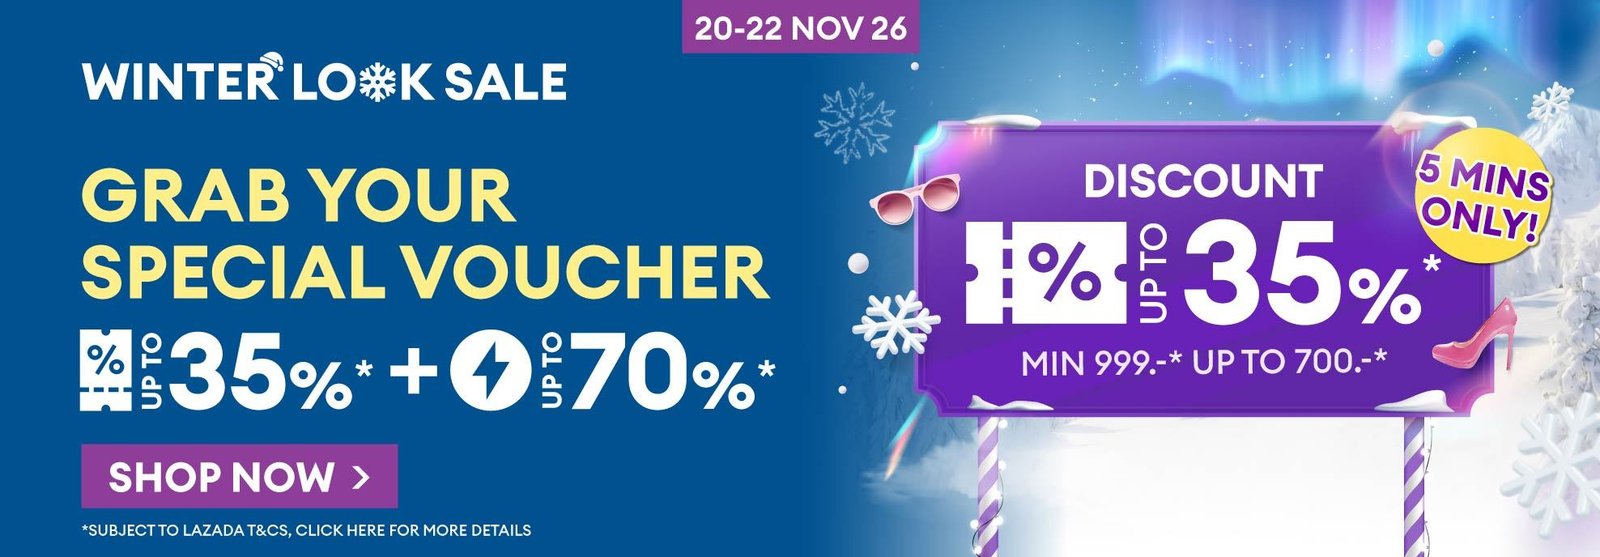 20-22 NOV 26
WINTER LOOK SALE
GRAB YOUR
SPECIAL VOUCHER
% UP TO 35%* + UP TO 70%*
SHOP NOW >
*SUBJECT TO LAZADA T&CS, CLICK HERE FOR MORE DETAILS
DISCOUNT
% UP TO 35%*
MIN 999.-* UP TO 700.-*
5 MINS
ONLY!